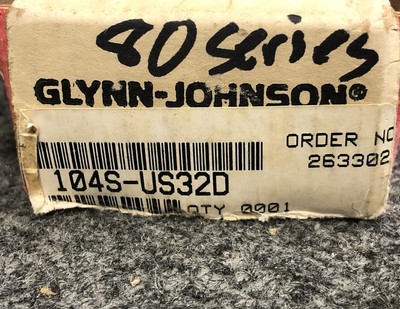 80 series
GLYNN-JOHNSON®
ORDER NO
263302
104S-US32D
QTY 0001